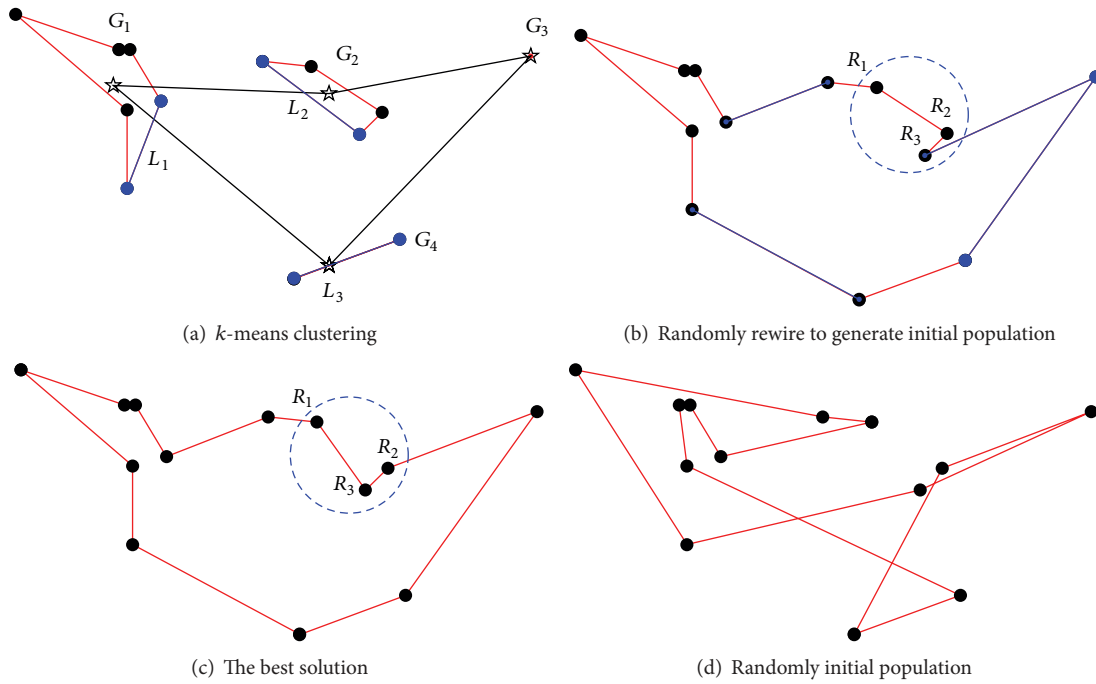 G1
G2
G3
L1
L2
G4
L3
(a) k-means clustering
R1
R2
R3
(b) Randomly rewire to generate initial population
R1
R2
R3
(c) The best solution
(d) Randomly initial population